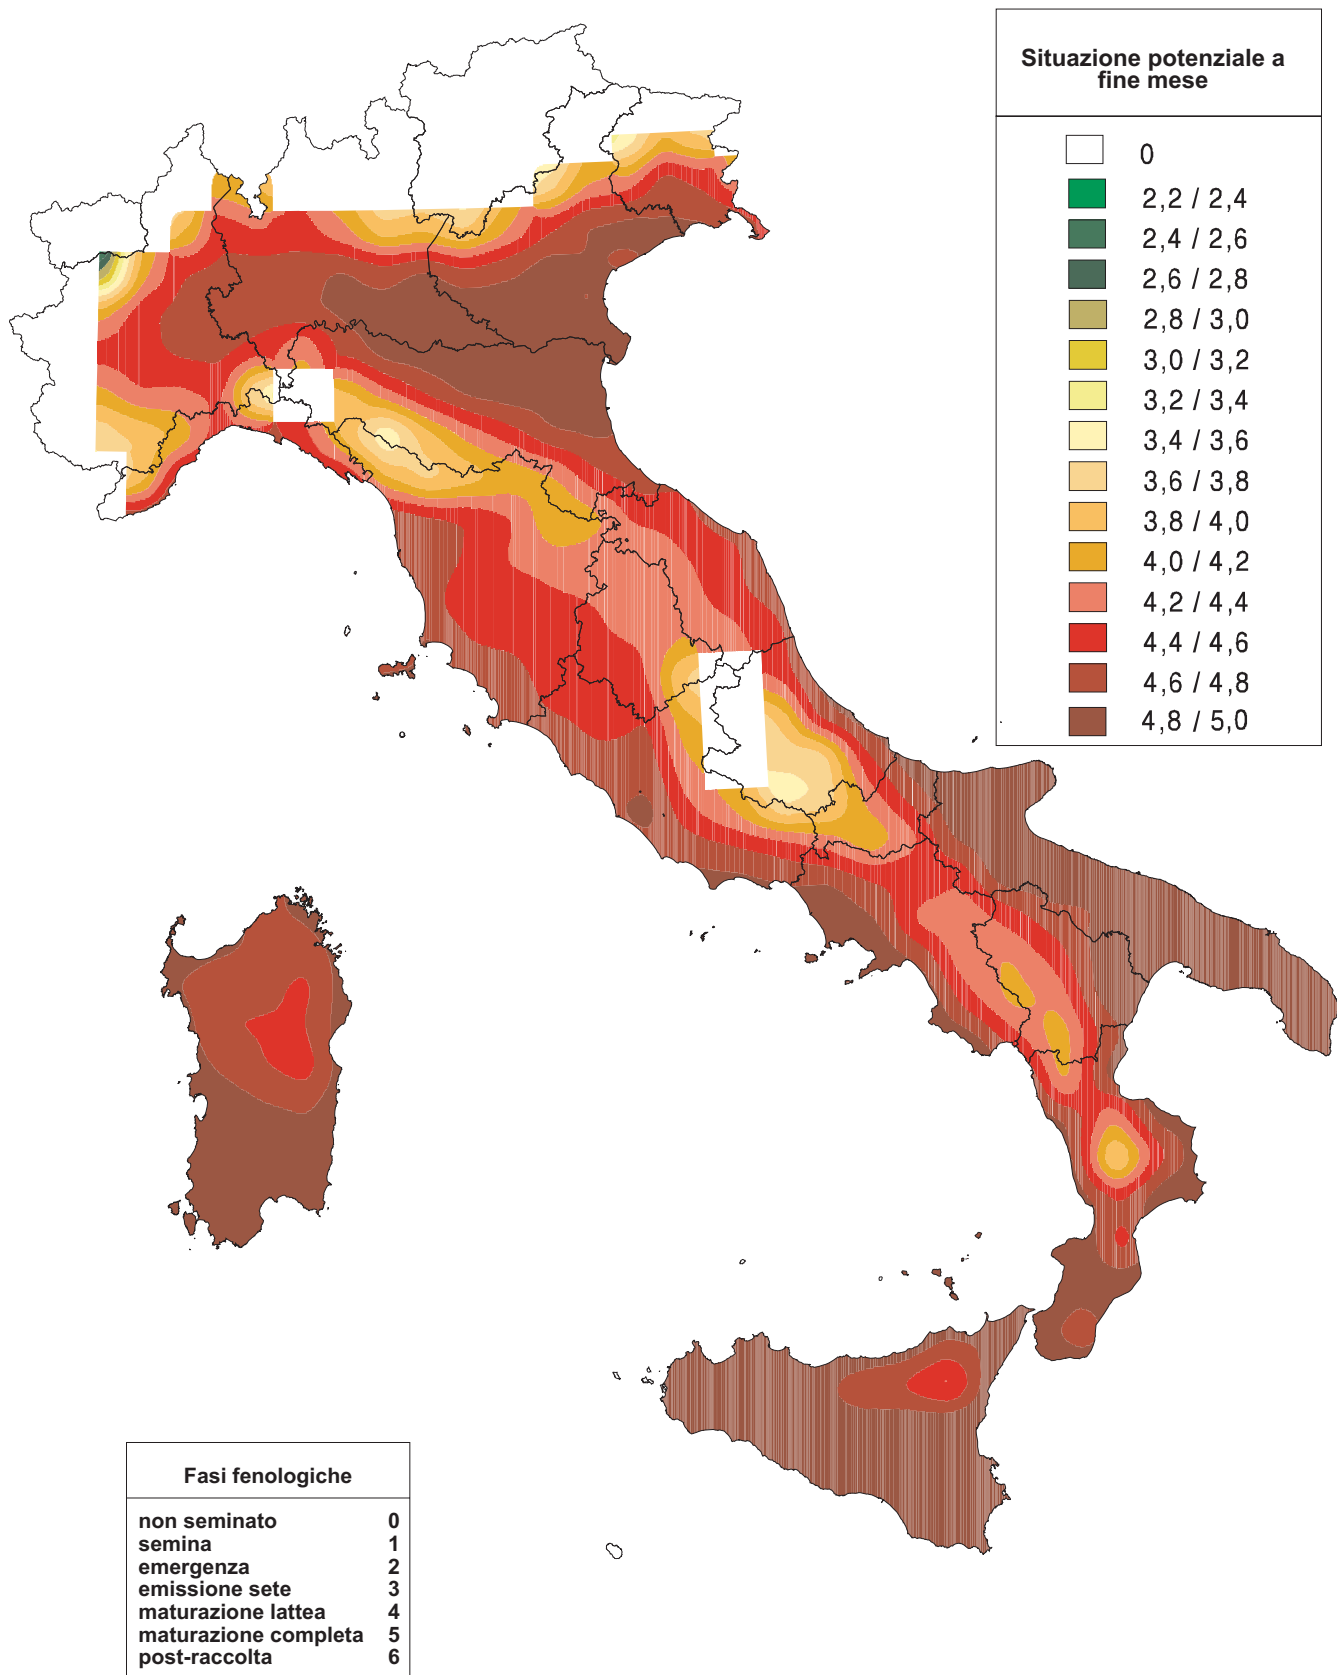 Situazione potenziale a
fine mese
0
2,2 / 2,4
2,4 / 2,6
2,6 / 2,8
2,8 / 3,0
3,0 / 3,2
3,2 / 3,4
3,4 / 3,6
3,6 / 3,8
3,8 / 4,0
4,0 / 4,2
4,2 / 4,4
4,4 / 4,6
4,6 / 4,8
4,8 / 5,0
Fasi fenologiche
non seminato 0
semina 1
emergenza 2
emissione sete 3
maturazione lattea 4
maturazione completa 5
post-raccolta 6